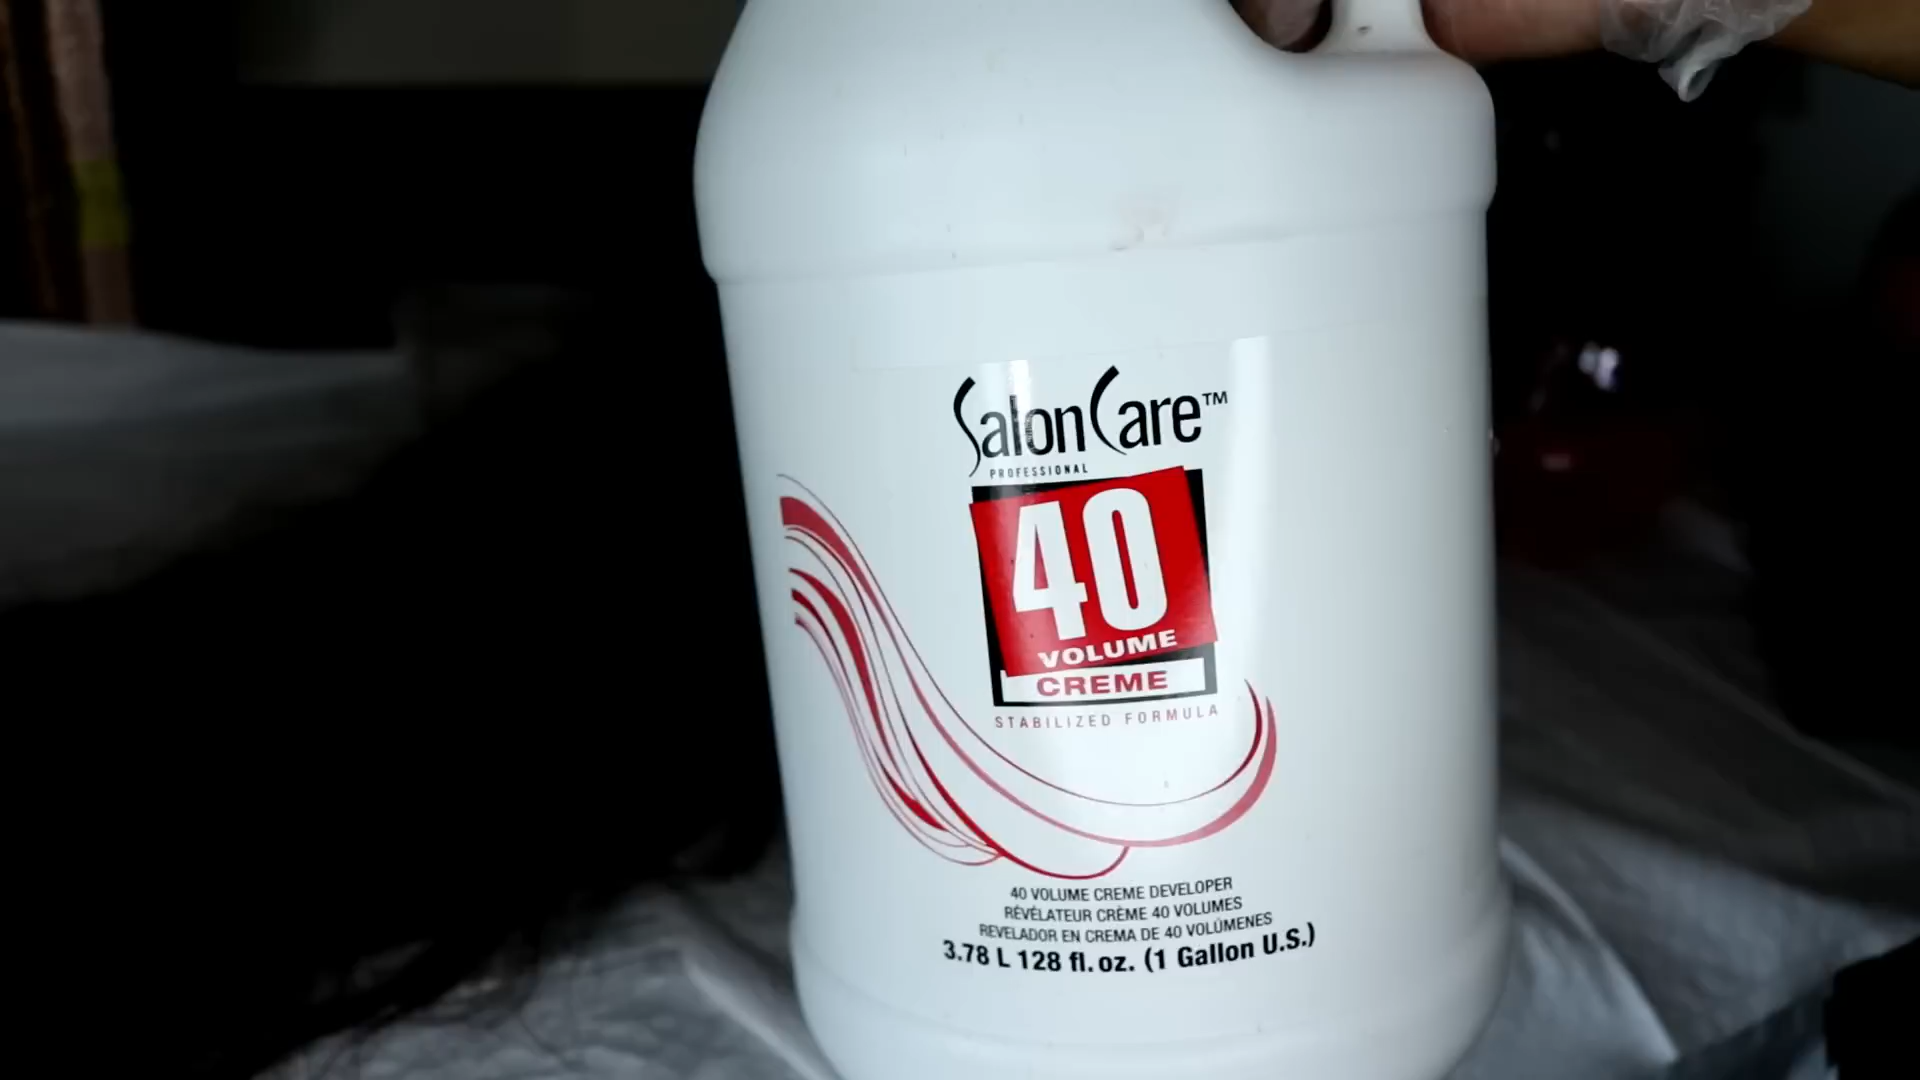 SalonCare™
PROFESSIONAL
40
VOLUME
CREME
STABILIZED FORMULA
40 VOLUME CREME DEVELOPER
RÉVÉLATEUR CRÈME 40 VOLUMES
REVELADOR EN CREMA DE 40 VOLÚMENES
3.78 L 128 fl. oz. (1 Gallon U.S.)